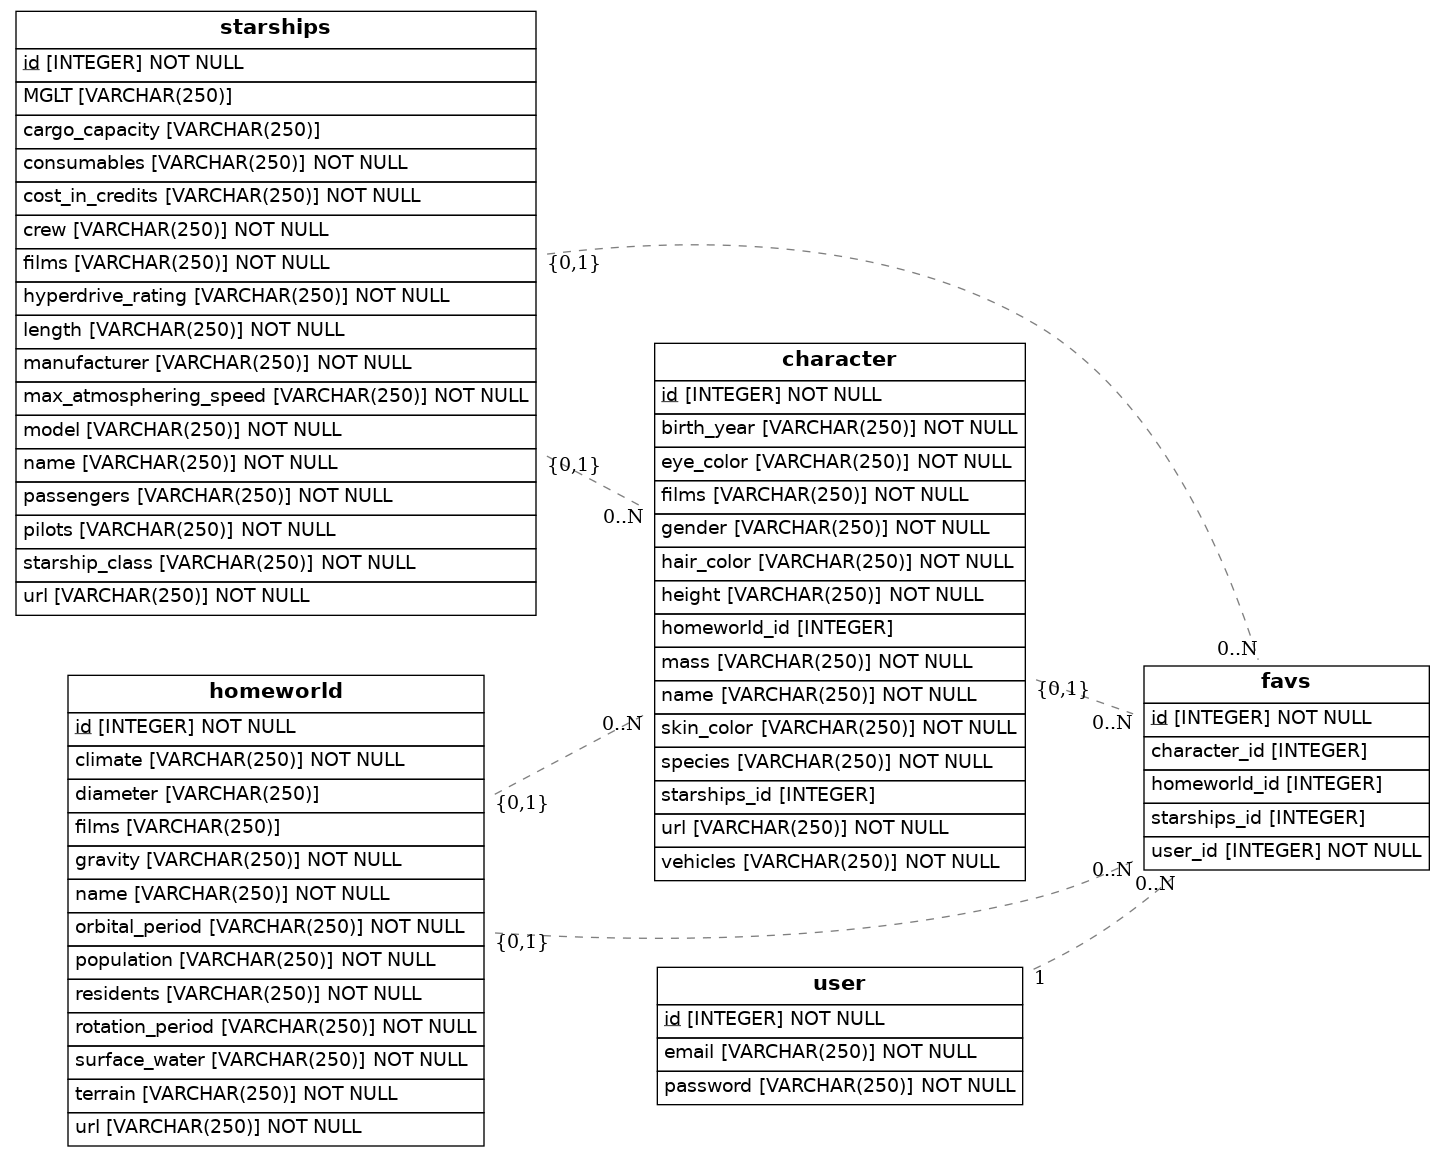 starships
id [INTEGER] NOT NULL
MGLT [VARCHAR(250)]
cargo_capacity [VARCHAR(250)]
consumables [VARCHAR(250)] NOT NULL
cost_in_credits [VARCHAR(250)] NOT NULL
crew [VARCHAR(250)] NOT NULL
films [VARCHAR(250)] NOT NULL
hyperdrive_rating [VARCHAR(250)] NOT NULL
length [VARCHAR(250)] NOT NULL
manufacturer [VARCHAR(250)] NOT NULL
max_atmosphering_speed [VARCHAR(250)] NOT NULL
model [VARCHAR(250)] NOT NULL
name [VARCHAR(250)] NOT NULL
passengers [VARCHAR(250)] NOT NULL
pilots [VARCHAR(250)] NOT NULL
starship_class [VARCHAR(250)] NOT NULL
url [VARCHAR(250)] NOT NULL
{0,1}
{0,1}
0..N
character
id [INTEGER] NOT NULL
birth_year [VARCHAR(250)] NOT NULL
eye_color [VARCHAR(250)] NOT NULL
films [VARCHAR(250)] NOT NULL
gender [VARCHAR(250)] NOT NULL
hair_color [VARCHAR(250)] NOT NULL
height [VARCHAR(250)] NOT NULL
homeworld_id [INTEGER]
mass [VARCHAR(250)] NOT NULL
name [VARCHAR(250)] NOT NULL
skin_color [VARCHAR(250)] NOT NULL
species [VARCHAR(250)] NOT NULL
starships_id [INTEGER]
url [VARCHAR(250)] NOT NULL
vehicles [VARCHAR(250)] NOT NULL
0..N
{0,1}
0..N
favs
id [INTEGER] NOT NULL
character_id [INTEGER]
homeworld_id [INTEGER]
starships_id [INTEGER]
user_id [INTEGER] NOT NULL
homeworld
id [INTEGER] NOT NULL
climate [VARCHAR(250)] NOT NULL
diameter [VARCHAR(250)]
films [VARCHAR(250)]
gravity [VARCHAR(250)] NOT NULL
name [VARCHAR(250)] NOT NULL
orbital_period [VARCHAR(250)] NOT NULL
population [VARCHAR(250)] NOT NULL
residents [VARCHAR(250)] NOT NULL
rotation_period [VARCHAR(250)] NOT NULL
surface_water [VARCHAR(250)] NOT NULL
terrain [VARCHAR(250)] NOT NULL
url [VARCHAR(250)] NOT NULL
0..N
{0,1}
0..N
0..N
{0,1}
1
user
id [INTEGER] NOT NULL
email [VARCHAR(250)] NOT NULL
password [VARCHAR(250)] NOT NULL